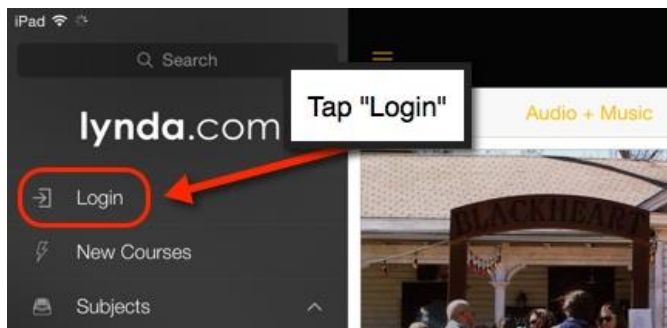 iPad
Search
lynda.com
Tap "Login"
Audio + Music
Login
New Courses
Subjects
BLACKHEART